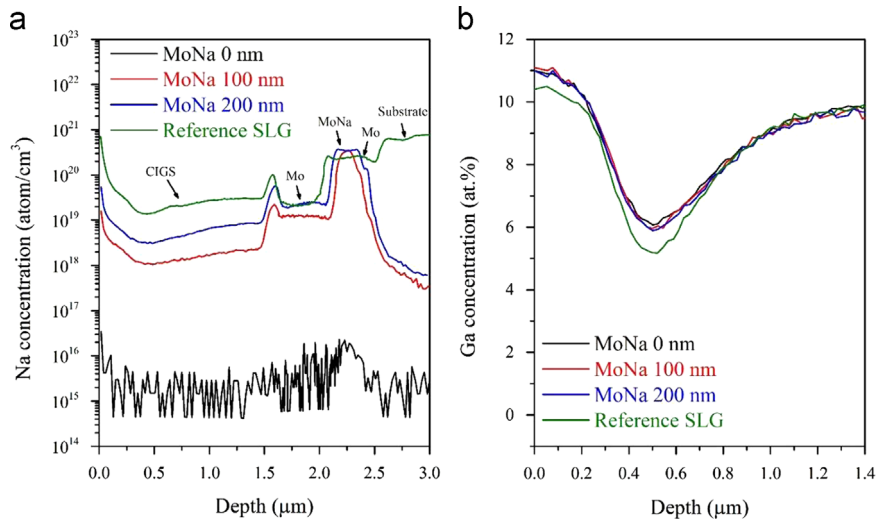 a
10^23
10^22
10^21
10^20
10^19
10^18
10^17
10^16
10^15
10^14
Na concentration (atom/cm^3)
MoNa 0 nm
MoNa 100 nm
MoNa 200 nm
Reference SLG
CIGS
Mo
MoNa
Mo
Substrate
0.0 0.5 1.0 1.5 2.0 2.5 3.0
Depth (μm)
b
12
10
8
6
4
2
0
Ga concentration (at.%)
MoNa 0 nm
MoNa 100 nm
MoNa 200 nm
Reference SLG
0.0 0.2 0.4 0.6 0.8 1.0 1.2 1.4
Depth (μm)